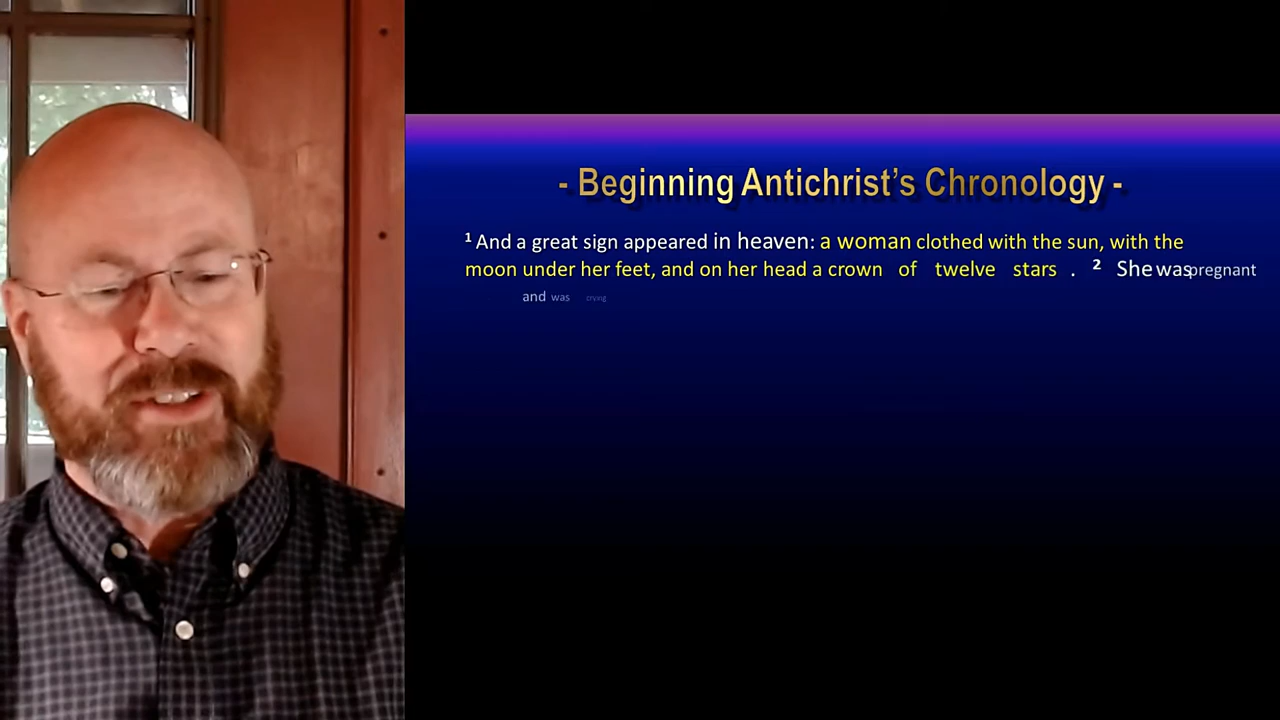 - Beginning Antichrist’s Chronology -
¹ And a great sign appeared in heaven: a woman clothed with the sun, with the
moon under her feet, and on her head a crown of twelve stars . ² She was pregnant
and was crying